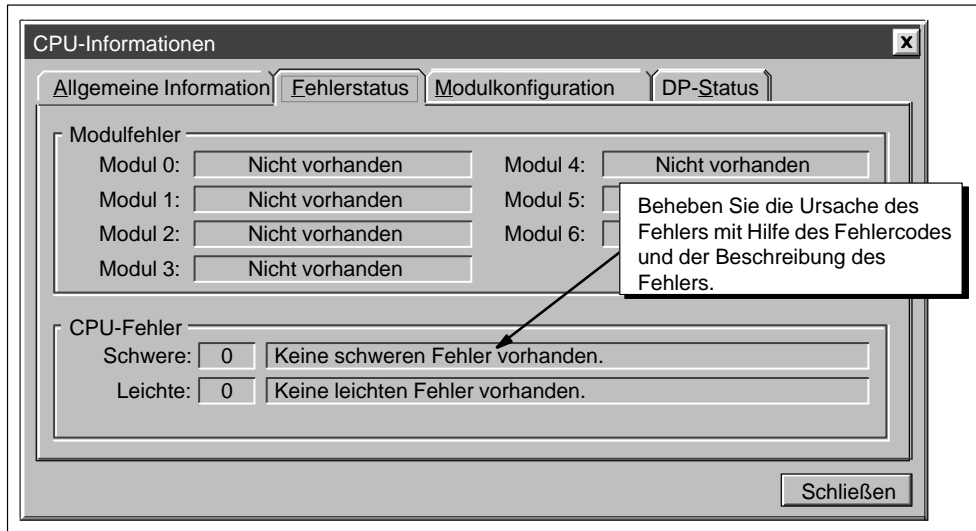 CPU-Informationen
x
Allgemeine Information Fehlerstatus Modulkonfiguration DP-Status
Modulfehler
Modul 0: Nicht vorhanden Modul 4: Nicht vorhanden
Modul 1: Nicht vorhanden Modul 5:
Modul 2: Nicht vorhanden Modul 6:
Modul 3: Nicht vorhanden
Beheben Sie die Ursache des
Fehlers mit Hilfe des Fehlercodes
und der Beschreibung des
Fehlers.
CPU-Fehler
Schwere: 0 Keine schweren Fehler vorhanden.
Leichte: 0 Keine leichten Fehler vorhanden.
Schließen